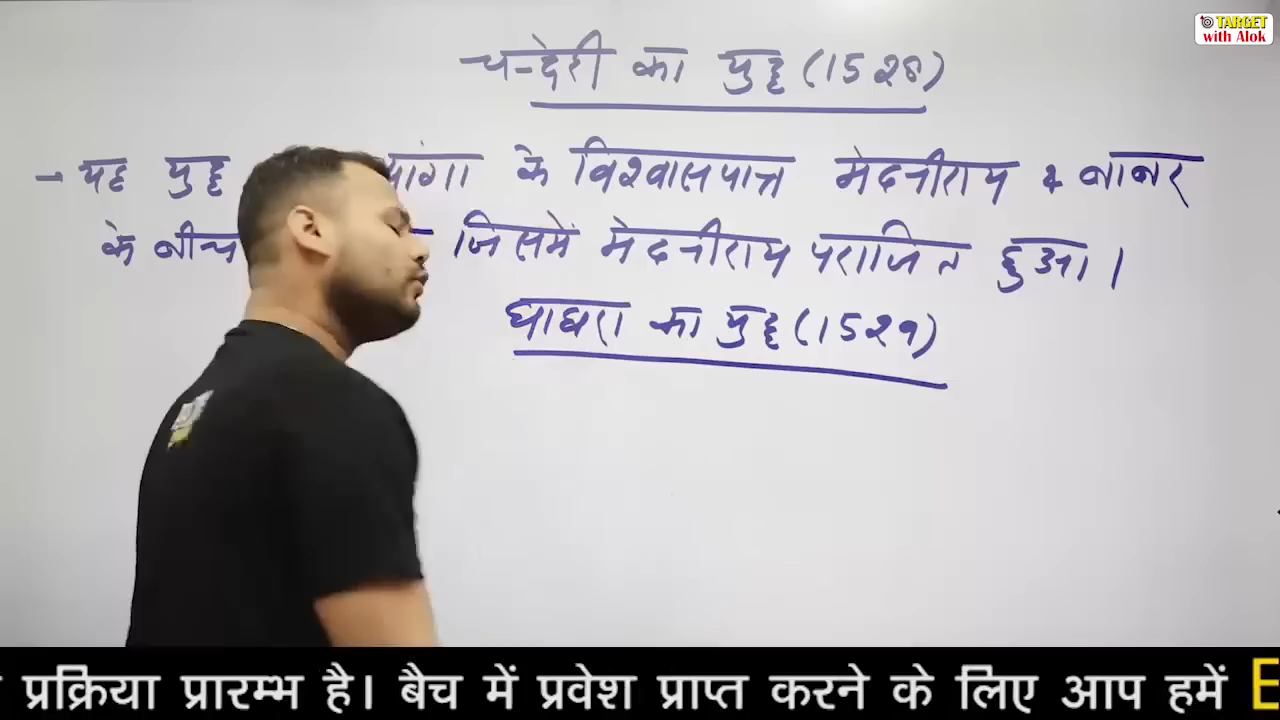 TARGET
with Alok
चन्देरी का युद्ध (1528)
- यह युद्ध सांगा के विश्वासपात्र मेदनीराय & बाबर
के बीच जिसमें मेदनीराय पराजित हुआ।
घाघरा का युद्ध (1529)
प्रक्रिया प्रारम्भ है। बैच में प्रवेश प्राप्त करने के लिए आप हमें E